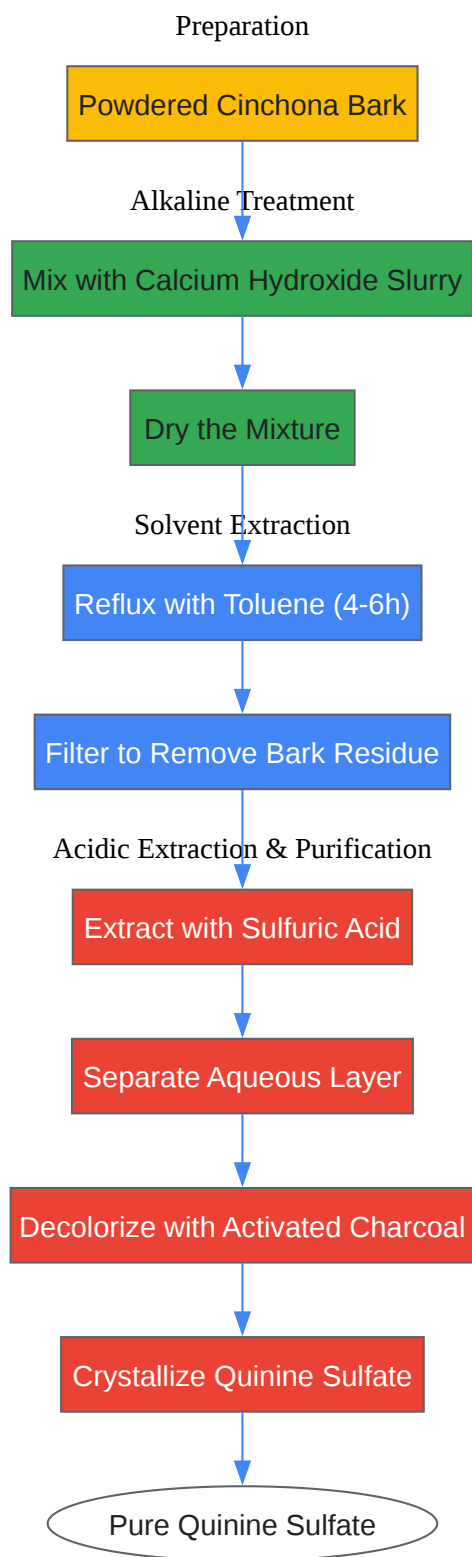 Preparation
Powdered Cinchona Bark
Alkaline Treatment
Mix with Calcium Hydroxide Slurry
Dry the Mixture
Solvent Extraction
Reflux with Toluene (4-6h)
Filter to Remove Bark Residue
Acidic Extraction & Purification
Extract with Sulfuric Acid
Separate Aqueous Layer
Decolorize with Activated Charcoal
Crystallize Quinine Sulfate
Pure Quinine Sulfate